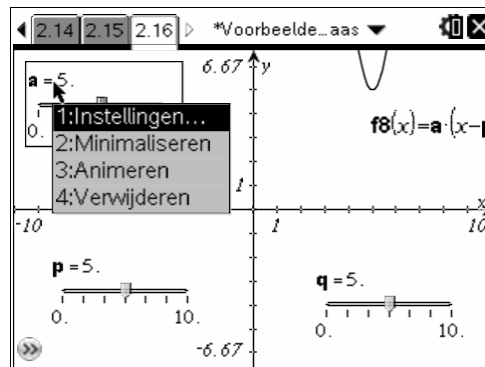 2.14 2.15 2.16 *Voorbeelde…aas
6.67 y
a = 5.
f8(x)=a·(x-p
0.
1:Instellingen…
2:Minimaliseren
3:Animeren
4:Verwijderen
1
x
-10 1 10
p = 5.
q = 5.
0. 10.
0. 10.
-6.67